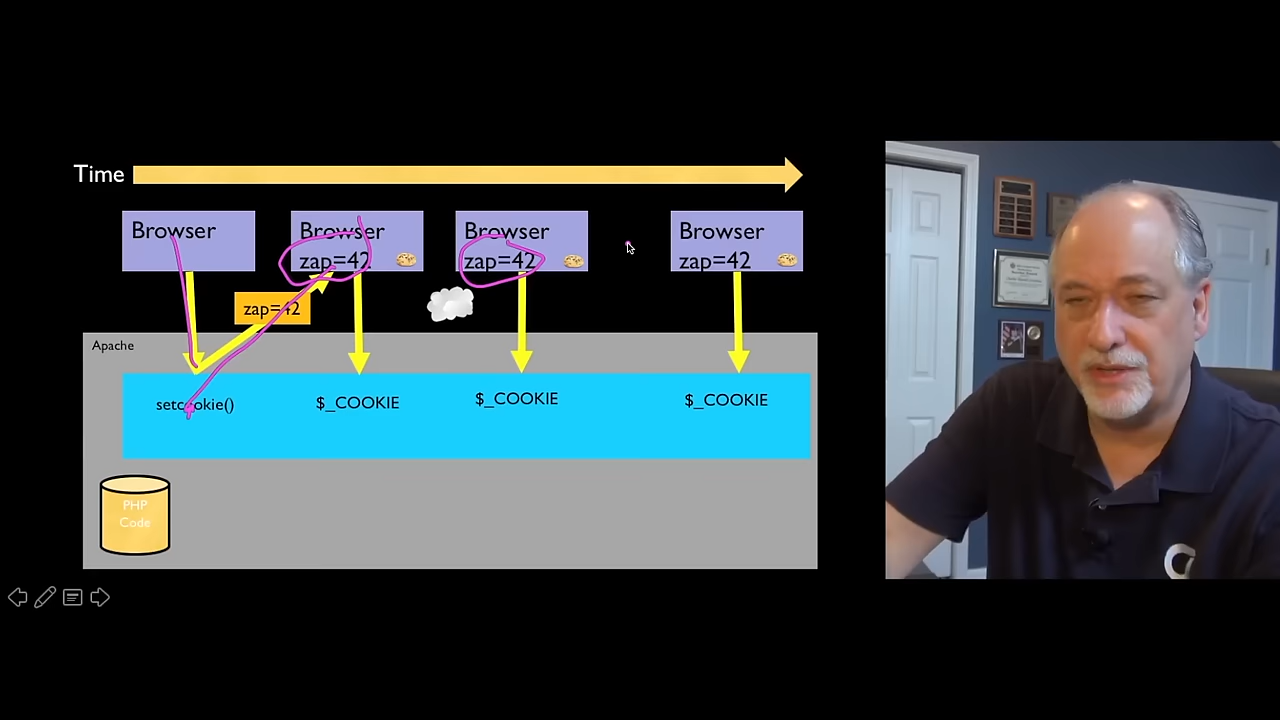 Time
Browser
Browser
zap=42
Browser
zap=42
Browser
zap=42
zap=42
Apache
setcookie()
$_COOKIE
$_COOKIE
$_COOKIE
PHP
Code